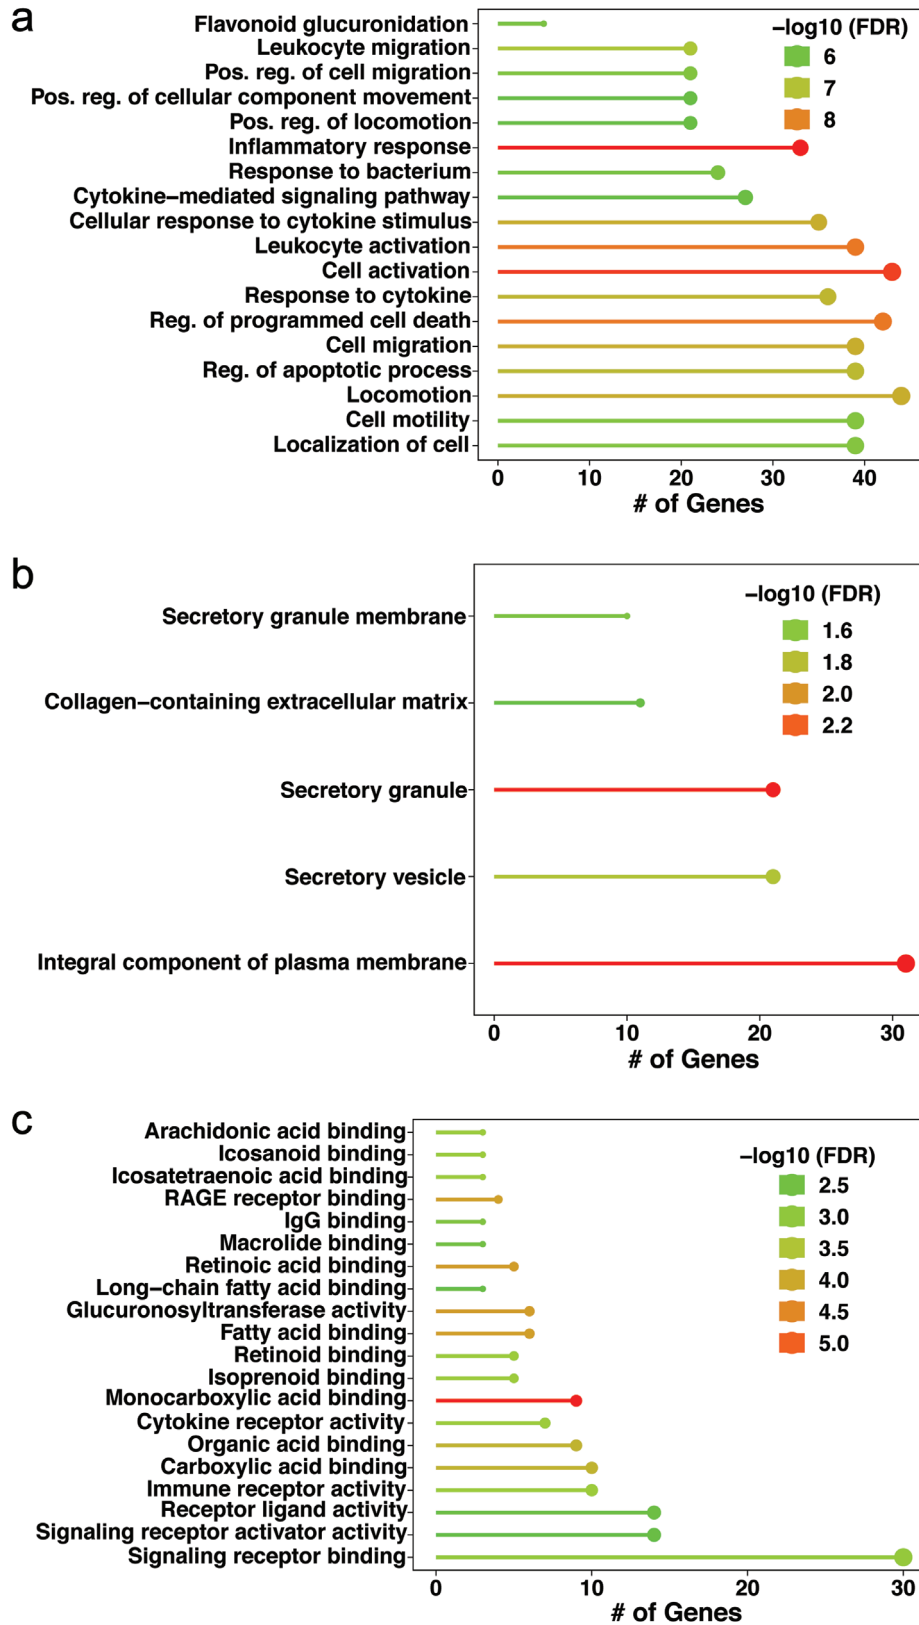 a
Flavonoid glucuronidation
Leukocyte migration
Pos. reg. of cell migration
Pos. reg. of cellular component movement
Pos. reg. of locomotion
Inflammatory response
Response to bacterium
Cytokine–mediated signaling pathway
Cellular response to cytokine stimulus
Leukocyte activation
Cell activation
Response to cytokine
Reg. of programmed cell death
Cell migration
Reg. of apoptotic process
Locomotion
Cell motility
Localization of cell
–log10 (FDR)
6
7
8
0 10 20 30 40
# of Genes
b
Secretory granule membrane
Collagen–containing extracellular matrix
Secretory granule
Secretory vesicle
Integral component of plasma membrane
–log10 (FDR)
1.6
1.8
2.0
2.2
0 10 20 30
# of Genes
c
Arachidonic acid binding
Icosanoid binding
Icosatetraenoic acid binding
RAGE receptor binding
IgG binding
Macrolide binding
Retinoic acid binding
Long–chain fatty acid binding
Glucuronosyltransferase activity
Fatty acid binding
Retinoid binding
Isoprenoid binding
Monocarboxylic acid binding
Cytokine receptor activity
Organic acid binding
Carboxylic acid binding
Immune receptor activity
Receptor ligand activity
Signaling receptor activator activity
Signaling receptor binding
–log10 (FDR)
2.5
3.0
3.5
4.0
4.5
5.0
0 10 20 30
# of Genes